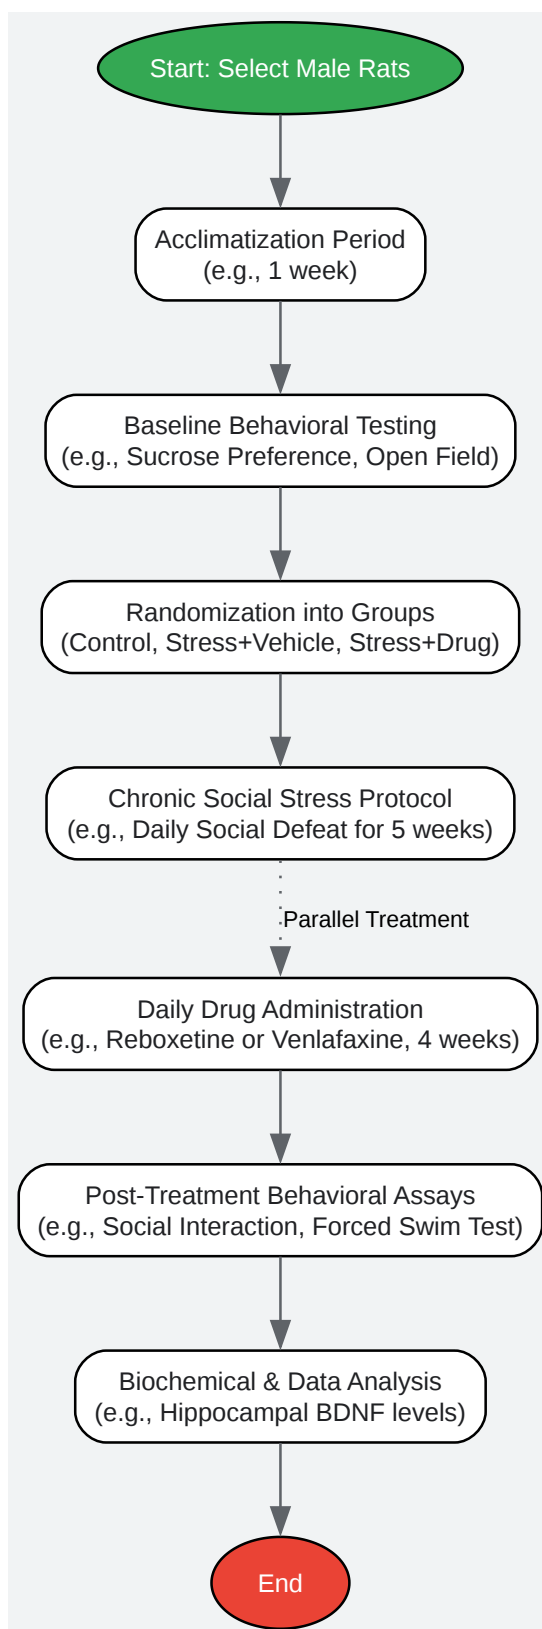 Start: Select Male Rats
Acclimatization Period
(e.g., 1 week)
Baseline Behavioral Testing
(e.g., Sucrose Preference, Open Field)
Randomization into Groups
(Control, Stress+Vehicle, Stress+Drug)
Chronic Social Stress Protocol
(e.g., Daily Social Defeat for 5 weeks)
Parallel Treatment
Daily Drug Administration
(e.g., Reboxetine or Venlafaxine, 4 weeks)
Post-Treatment Behavioral Assays
(e.g., Social Interaction, Forced Swim Test)
Biochemical & Data Analysis
(e.g., Hippocampal BDNF levels)
End